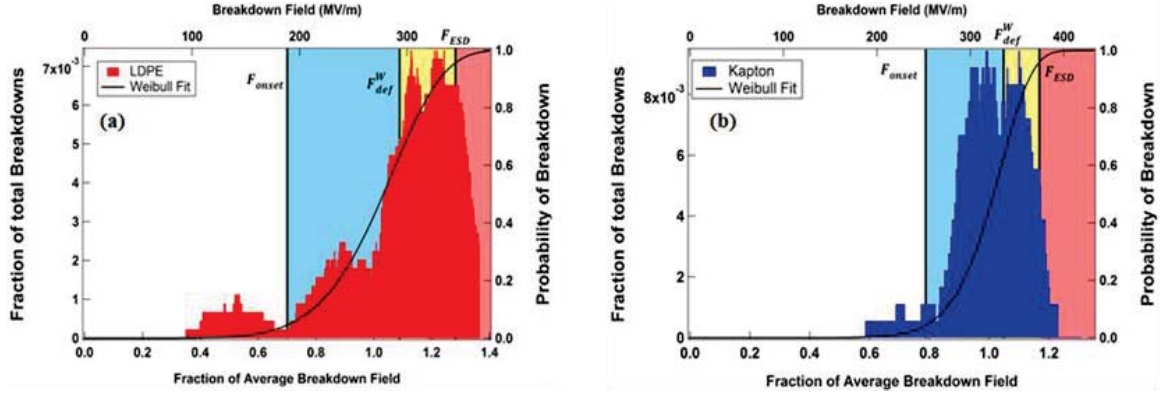 Breakdown Field (MV/m)
0 100 200 300
F_ESD
7x10⁻³
6
5
4
3
2
1
0
LDPE
Weibull Fit
(a)
F_onset
F^W_def
1.0
0.8
0.6
0.4
0.2
0.0
Fraction of total Breakdowns
Probability of Breakdown
0.0 0.2 0.4 0.6 0.8 1.0 1.2 1.4
Fraction of Average Breakdown Field
Breakdown Field (MV/m)
0 100 200 300 400
F^W_def
8x10⁻³
6
4
2
0
Kapton
Weibull Fit
(b)
F_onset
F_ESD
1.0
0.8
0.6
0.4
0.2
0.0
Fraction of total Breakdowns
Probability of Breakdown
0.0 0.2 0.4 0.6 0.8 1.0 1.2
Fraction of Average Breakdown Field